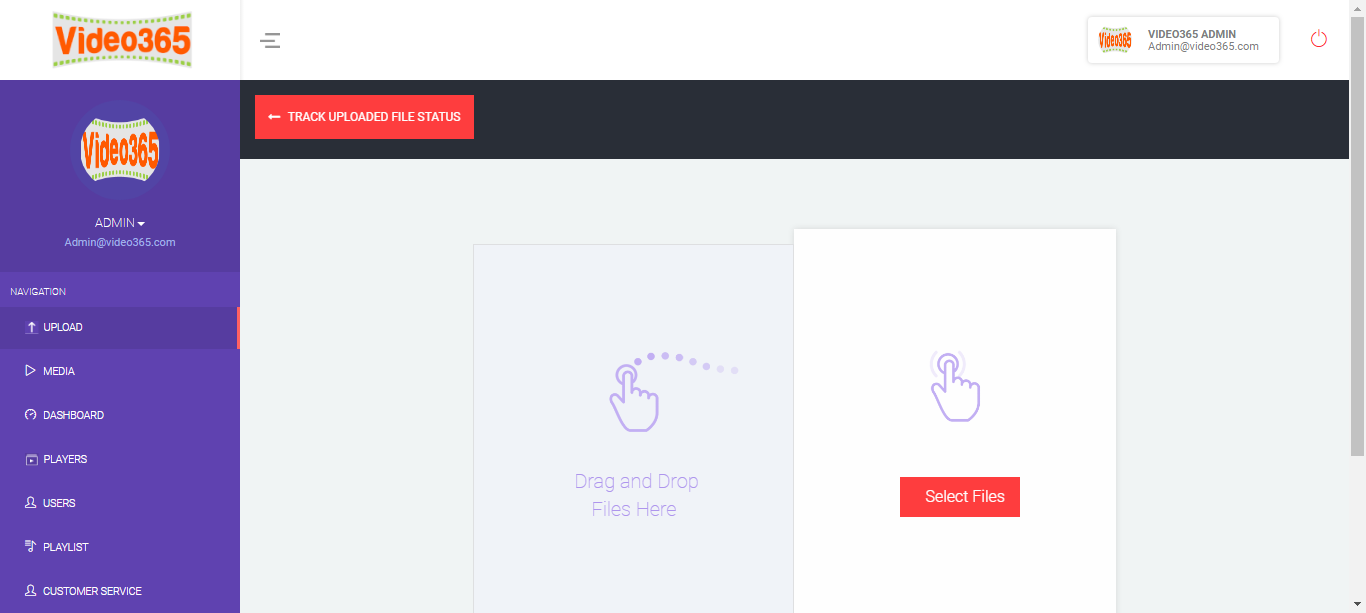 Video365
VIDEO365 ADMIN
Admin@video365.com
Video365
TRACK UPLOADED FILE STATUS
Video365
ADMIN
Admin@video365.com
NAVIGATION
UPLOAD
MEDIA
DASHBOARD
PLAYERS
USERS
PLAYLIST
CUSTOMER SERVICE
Drag and Drop
Files Here
Select Files